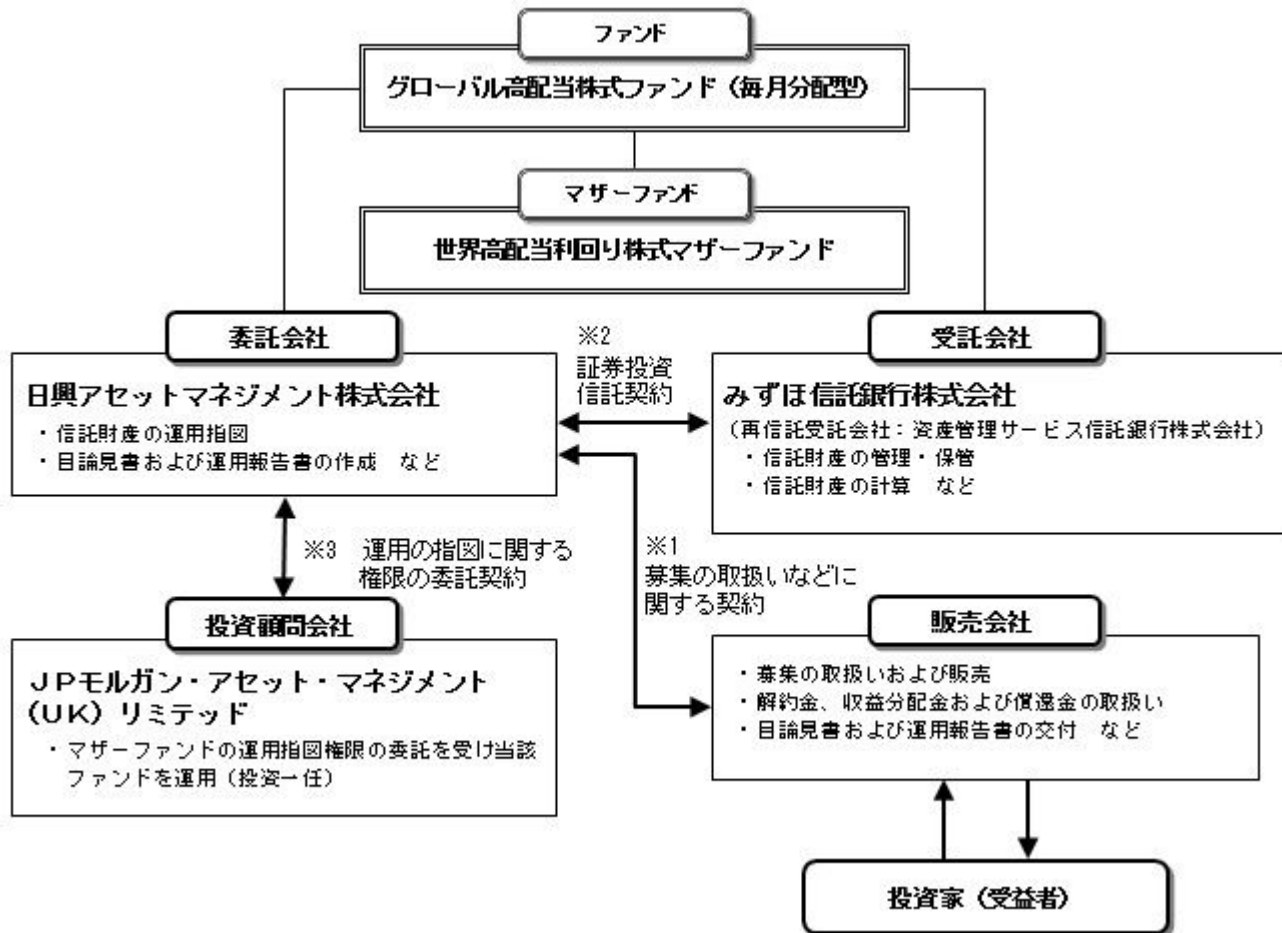 ファンド
グローバル高配当株式ファンド（毎月分配型）
マザーファンド
世界高配当利回り株式マザーファンド
委託会社
日興アセットマネジメント株式会社
・信託財産の運用指図
・目論見書および運用報告書の作成　など
※2
証券投資
信託契約
受託会社
みずほ信託銀行株式会社
（再信託受託会社：資産管理サービス信託銀行株式会社）
・信託財産の管理・保管
・信託財産の計算　など
※3　運用の指図に関する
権限の委託契約
※1
募集の取扱いなどに
関する契約
投資顧問会社
ＪＰモルガン・アセット・マネジメント
（ＵＫ）リミテッド
・マザーファンドの運用指図権限の委託を受け当該
ファンドを運用（投資一任）
販売会社
・募集の取扱いおよび販売
・解約金、収益分配金および償還金の取扱い
・目論見書および運用報告書の交付　など
投資家（受益者）